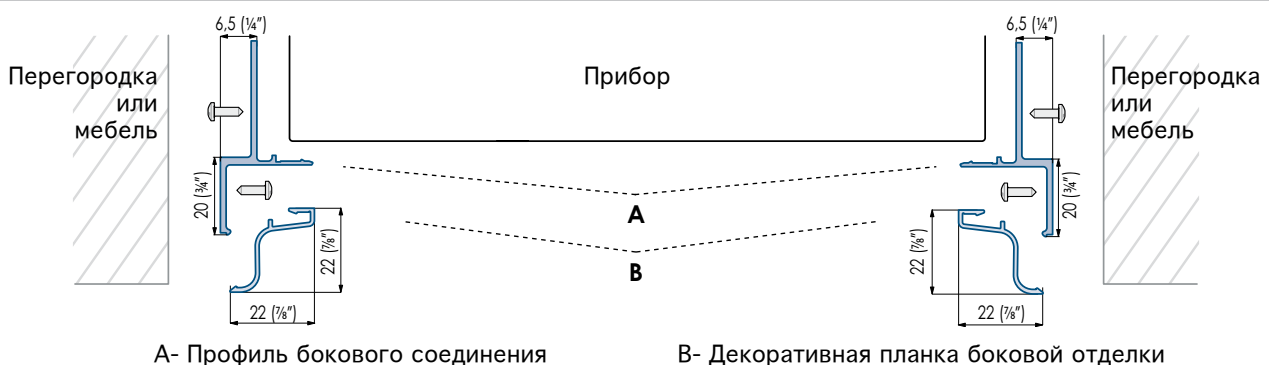 6,5 (¼")
6,5 (¼")
Перегородка
или
мебель
Прибор
Перегородка
или
мебель
20 (¾")
20 (¾")
A
22 (⅞")
22 (⅞")
B
22 (⅞")
22 (⅞")
A- Профиль бокового соединения
B- Декоративная планка боковой отделки